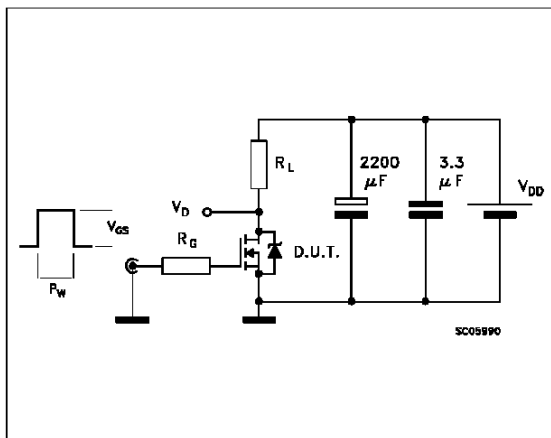 R_L
2200
µF
3.3
µF
V_DD
V_D
V_GS
R_G
D.U.T.
P_W
SC05990